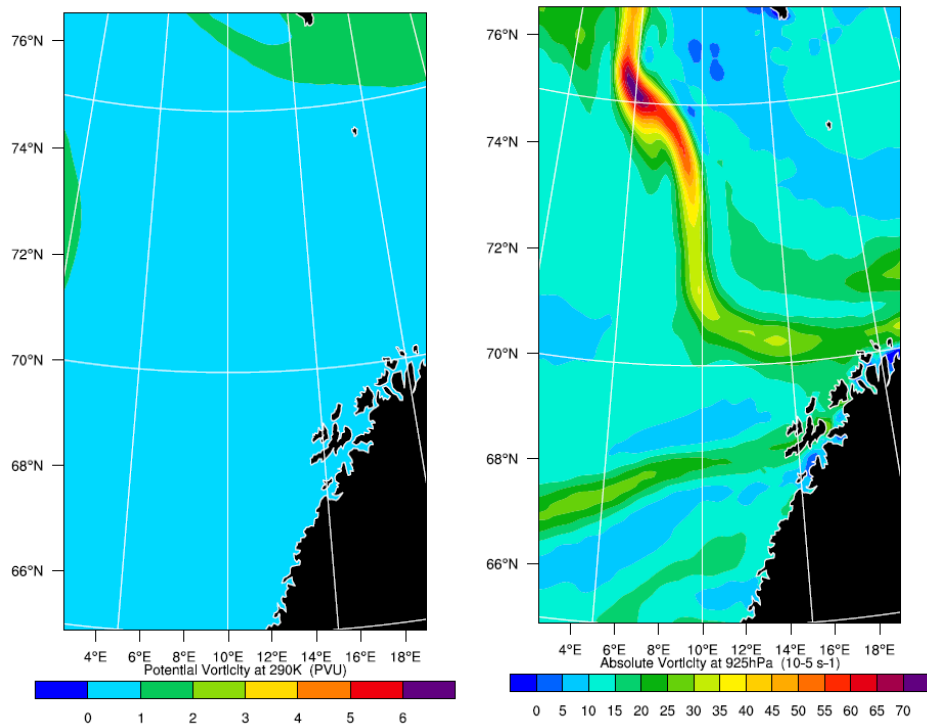 76°N
74°N
72°N
70°N
68°N
66°N
4°E 6°E 8°E 10°E 12°E 14°E 16°E 18°E
Potential Vorticity at 290K (PVU)
0 1 2 3 4 5 6
76°N
74°N
72°N
70°N
68°N
66°N
4°E 6°E 8°E 10°E 12°E 14°E 16°E 18°E
Absolute Vorticity at 925hPa (10-5 s-1)
0 5 10 15 20 25 30 35 40 45 50 55 60 65 70